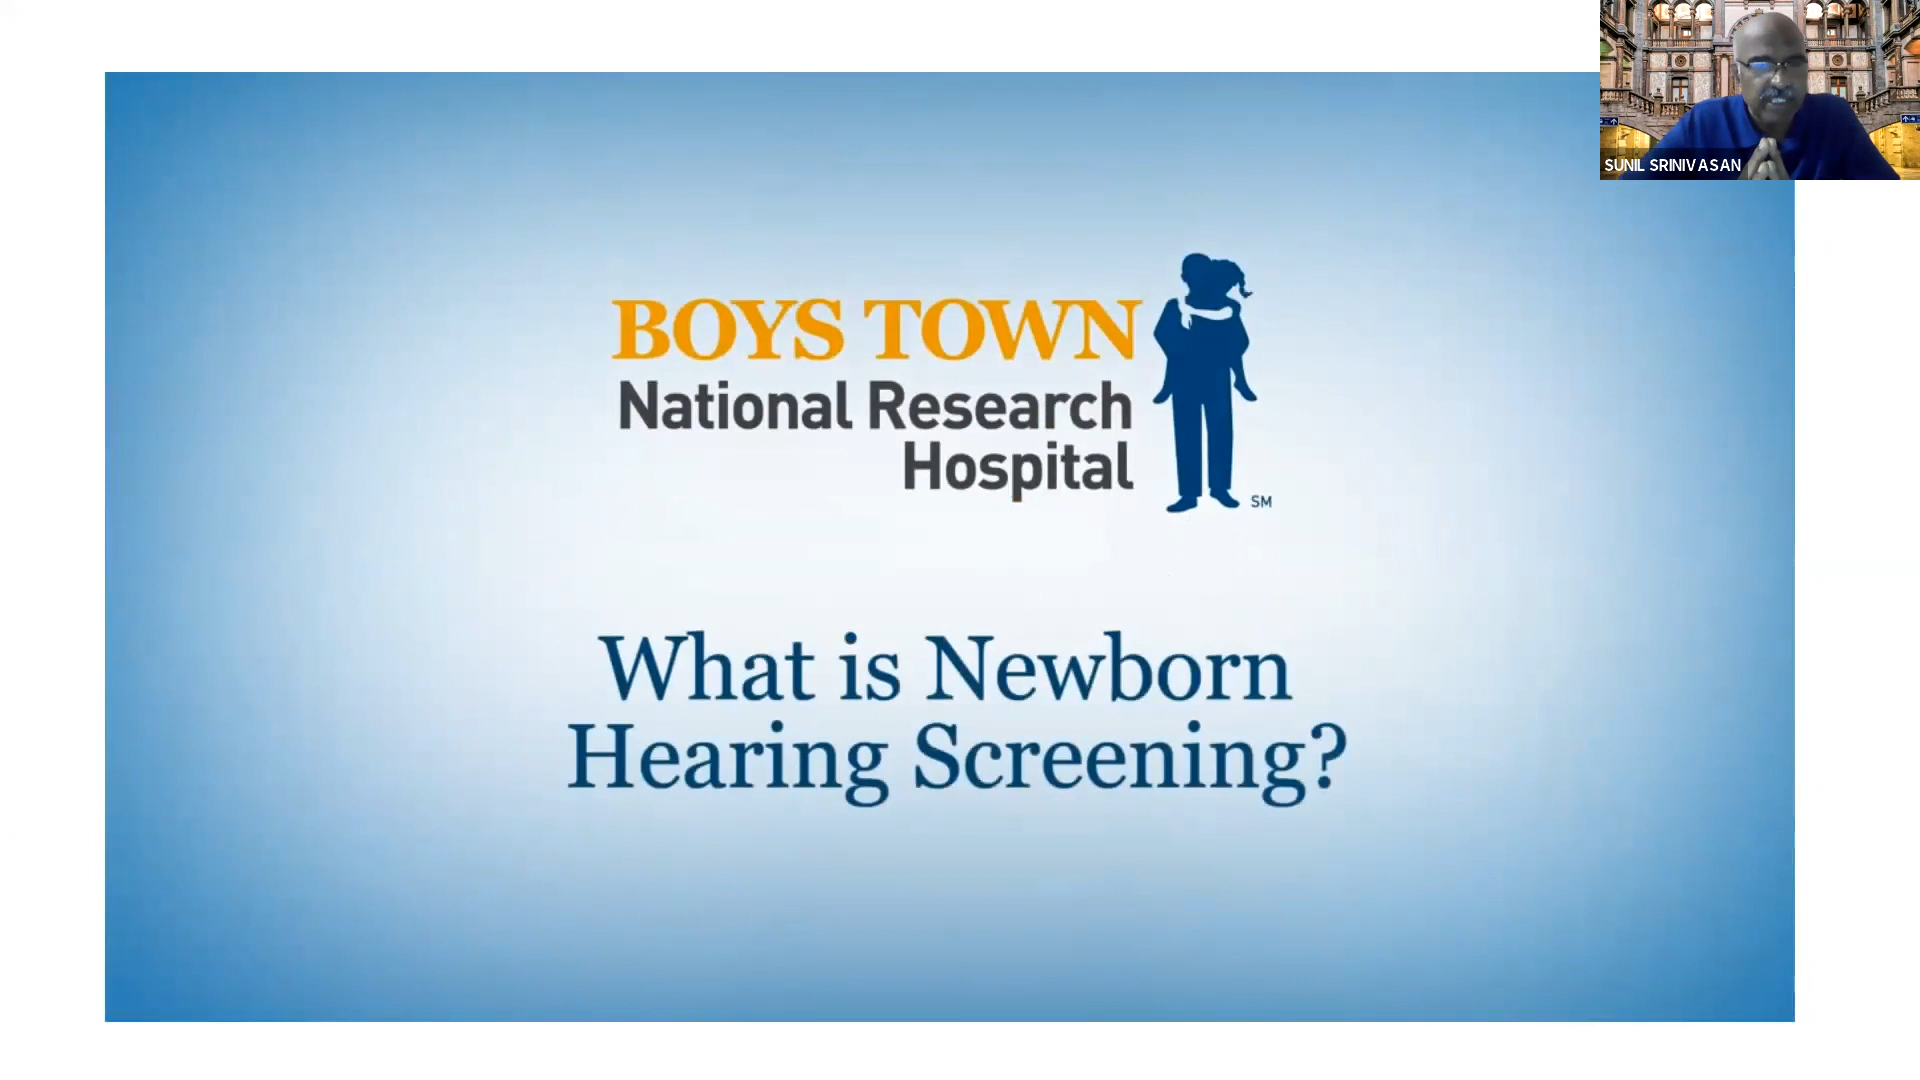 BOYS TOWN
National Research
Hospital
SM
What is Newborn
Hearing Screening?
SUNIL SRINIVASAN